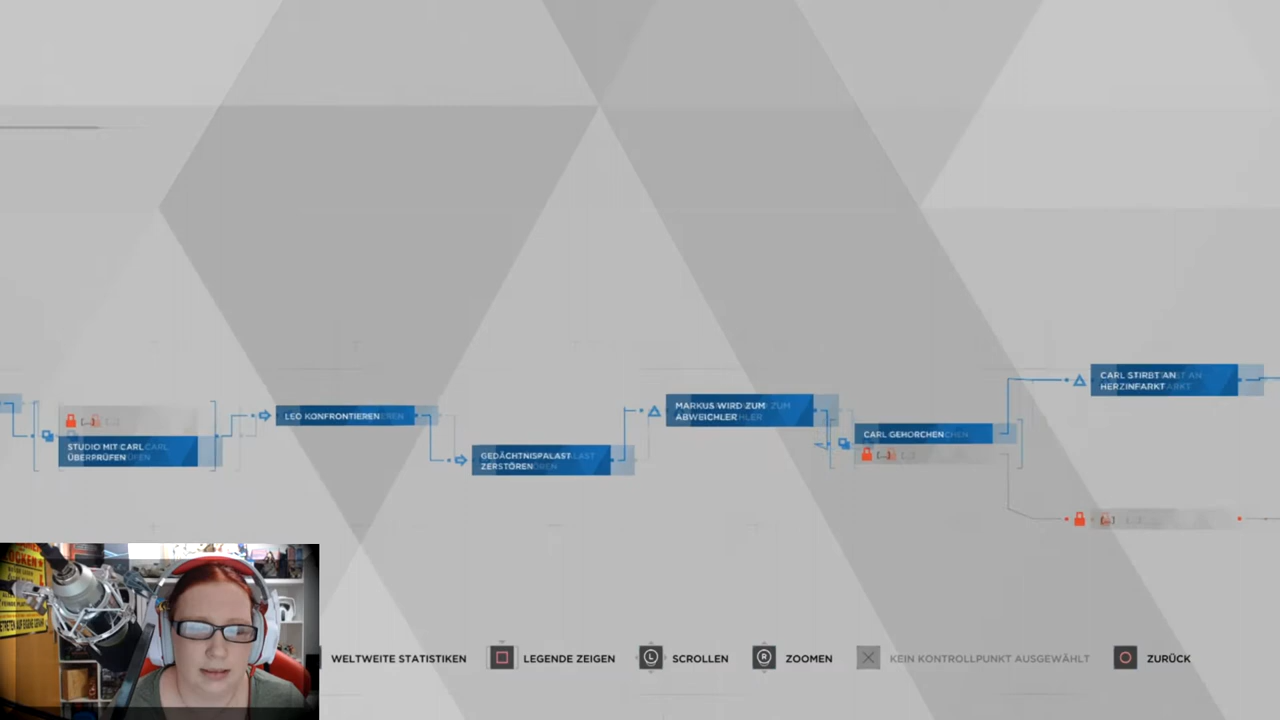 STUDIO MIT CARL
ÜBERPRÜFEN
LEO KONFRONTIEREN
GEDÄCHTNISPALAST
ZERSTÖREN
MARKUS WIRD ZUM
ABWEICHLER
CARL GEHORCHEN
[...]
CARL STIRBT AN
HERZINFARKT
[...]
WELTWEITE STATISTIKEN
LEGENDE ZEIGEN
L
SCROLLEN
R
ZOOMEN
KEIN KONTROLLPUNKT AUSGEWÄHLT
ZURÜCK